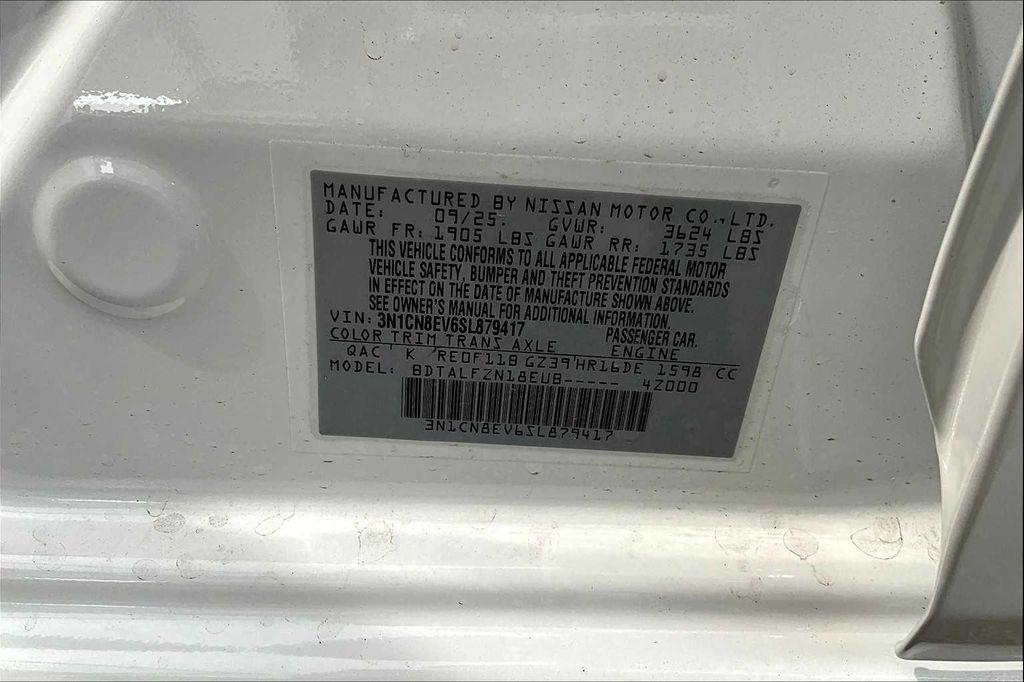 MANUFACTURED BY NISSAN MOTOR CO., LTD.
DATE: 09/25 GVWR: 3624 LBS
GAWR FR: 1905 LBS GAWR RR: 1735 LBS
THIS VEHICLE CONFORMS TO ALL APPLICABLE FEDERAL MOTOR
VEHICLE SAFETY, BUMPER AND THEFT PREVENTION STANDARDS
IN EFFECT ON THE DATE OF MANUFACTURE SHOWN ABOVE.
SEE OWNER'S MANUAL FOR ADDITIONAL INFORMATION.
VIN: 3N1CN8EV6SL879417 PASSENGER CAR.
COLOR TRIM TRANS AXLE ENGINE
QAC K RE0F11B GZ39 HR16DE 1598 CC
MODEL: BDTALFZN18EUB----- 4Z000
3N1CN8EV6SL879417